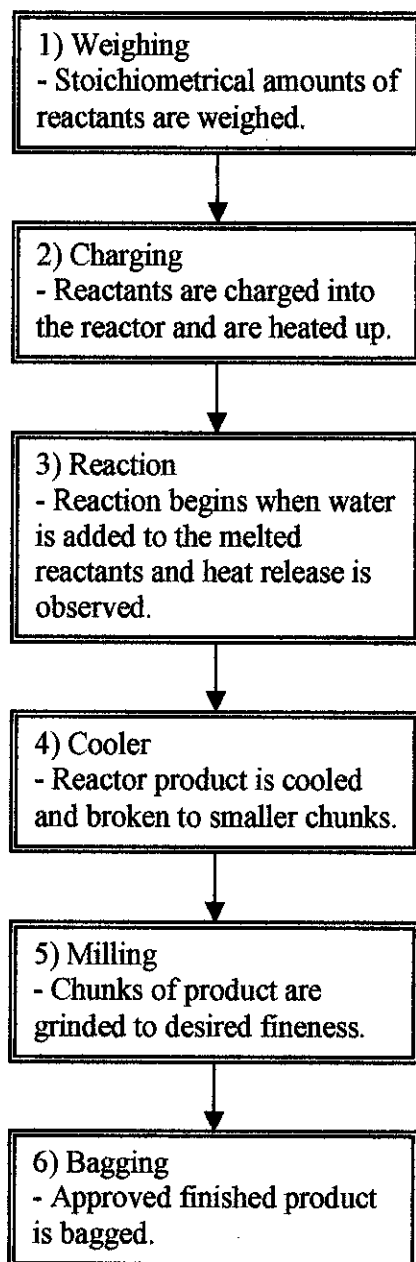 1) Weighing
- Stoichiometrical amounts of
reactants are weighed.
2) Charging
- Reactants are charged into
the reactor and are heated up.
3) Reaction
- Reaction begins when water
is added to the melted
reactants and heat release is
observed.
4) Cooler
- Reactor product is cooled
and broken to smaller chunks.
5) Milling
- Chunks of product are
grinded to desired fineness.
6) Bagging
- Approved finished product
is bagged.